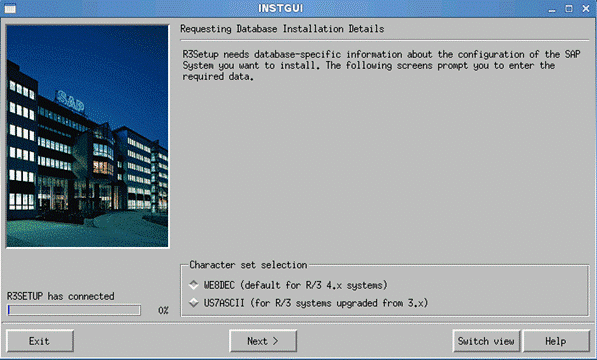 INSTGUI
Requesting Database Installation Details
R3Setup needs database-specific information about the configuration of the SAP
System you want to install. The following screens prompt you to enter the
required data.
SAP
Character set selection
WE8DEC (default for R/3 4.x systems)
US7ASCII (for R/3 systems upgraded from 3.x)
R3SETUP has connected
0%
Exit
Next >
Switch view
Help